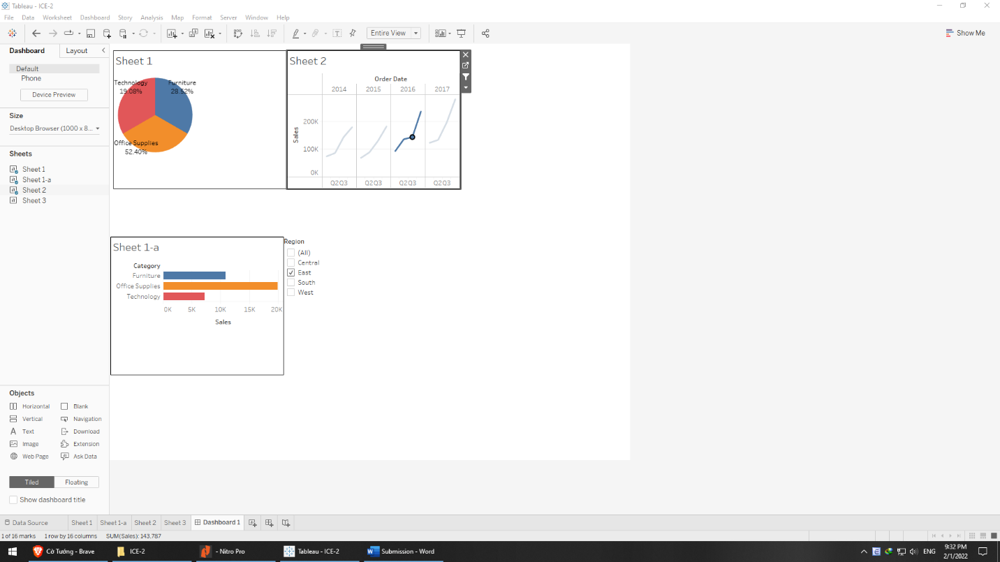 Tableau - ICE-2
File Data Worksheet Dashboard Story Analysis Map Format Server Window Help
Entire View
Show Me
Dashboard
Layout
Default
Phone
Device Preview
Size
Desktop Browser (1000 x 8...
Sheets
Sheet 1
Sheet 1-a
Sheet 2
Sheet 3
Objects
Horizontal Blank
Vertical Navigation
Text Download
Image Extension
Web Page Ask Data
Tiled Floating
Show dashboard title
Sheet 1
Technology
19.08%
Furniture
28.52%
Office Supplies
52.40%
Sheet 2
Order Date
2014 2015 2016 2017
Sales
200K
100K
0K
Q2Q3 Q2Q3 Q2Q3 Q2Q3
Sheet 1-a
Category
Furniture
Office Supplies
Technology
0K 5K 10K 15K 20K
Sales
Region
(All)
Central
East
South
West
Data Source Sheet 1 Sheet 1-a Sheet 2 Sheet 3 Dashboard 1
1 of 16 marks 1 row by 16 columns SUM(Sales): 143,787
Cờ Tướng - Brave
ICE-2
- Nitro Pro
Tableau - ICE-2
Submission - Word
ENG
9:32 PM
2/1/2022